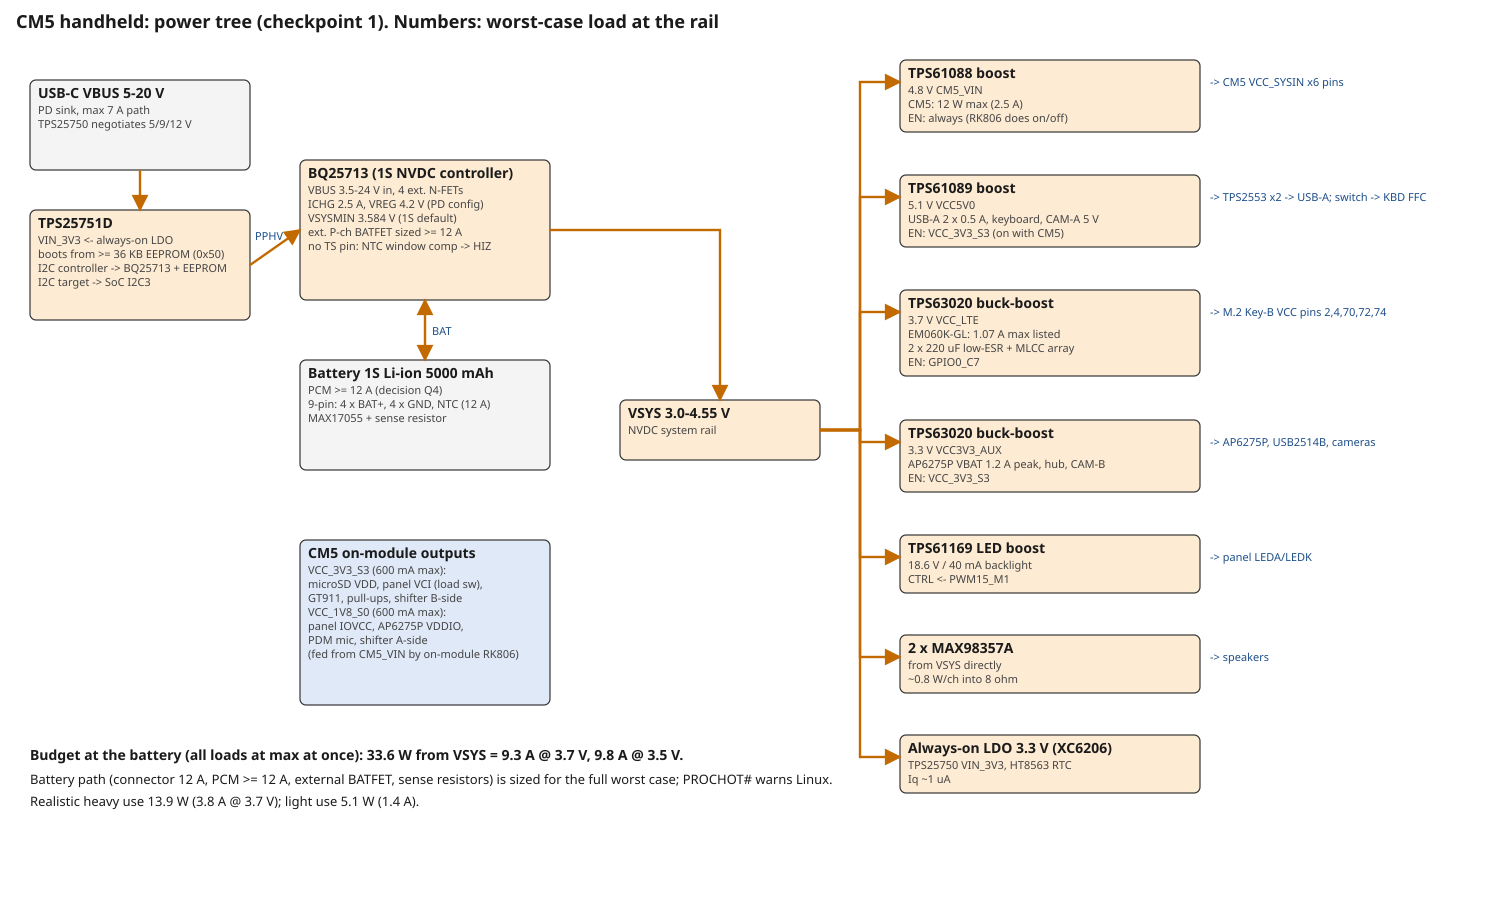 CM5 handheld: power tree (checkpoint 1). Numbers: worst-case load at the rail
USB-C VBUS 5-20 V
PD sink, max 7 A path
TPS25750 negotiates 5/9/12 V
TPS25751D
VIN_3V3 <- always-on LDO
boots from >= 36 KB EEPROM (0x50)
I2C controller -> BQ25713 + EEPROM
I2C target -> SoC I2C3
PPHV
BQ25713 (1S NVDC controller)
VBUS 3.5-24 V in, 4 ext. N-FETs
ICHG 2.5 A, VREG 4.2 V (PD config)
VSYSMIN 3.584 V (1S default)
ext. P-ch BATFET sized >= 12 A
no TS pin: NTC window comp -> HIZ
BAT
Battery 1S Li-ion 5000 mAh
PCM >= 12 A (decision Q4)
9-pin: 4 x BAT+, 4 x GND, NTC (12 A)
MAX17055 + sense resistor
CM5 on-module outputs
VCC_3V3_S3 (600 mA max):
microSD VDD, panel VCI (load sw),
GT911, pull-ups, shifter B-side
VCC_1V8_S0 (600 mA max):
panel IOVCC, AP6275P VDDIO,
PDM mic, shifter A-side
(fed from CM5_VIN by on-module RK806)
VSYS 3.0-4.55 V
NVDC system rail
TPS61088 boost
4.8 V CM5_VIN
CM5: 12 W max (2.5 A)
EN: always (RK806 does on/off)
-> CM5 VCC_SYSIN x6 pins
TPS61089 boost
5.1 V VCC5V0
USB-A 2 x 0.5 A, keyboard, CAM-A 5 V
EN: VCC_3V3_S3 (on with CM5)
-> TPS2553 x2 -> USB-A; switch -> KBD FFC
TPS63020 buck-boost
3.7 V VCC_LTE
EM060K-GL: 1.07 A max listed
2 x 220 uF low-ESR + MLCC array
EN: GPIO0_C7
-> M.2 Key-B VCC pins 2,4,70,72,74
TPS63020 buck-boost
3.3 V VCC3V3_AUX
AP6275P VBAT 1.2 A peak, hub, CAM-B
EN: VCC_3V3_S3
-> AP6275P, USB2514B, cameras
TPS61169 LED boost
18.6 V / 40 mA backlight
CTRL <- PWM15_M1
-> panel LEDA/LEDK
2 x MAX98357A
from VSYS directly
~0.8 W/ch into 8 ohm
-> speakers
Always-on LDO 3.3 V (XC6206)
TPS25750 VIN_3V3, HT8563 RTC
Iq ~1 uA
Budget at the battery (all loads at max at once): 33.6 W from VSYS = 9.3 A @ 3.7 V, 9.8 A @ 3.5 V.
Battery path (connector 12 A, PCM >= 12 A, external BATFET, sense resistors) is sized for the full worst case; PROCHOT# warns Linux.
Realistic heavy use 13.9 W (3.8 A @ 3.7 V); light use 5.1 W (1.4 A).